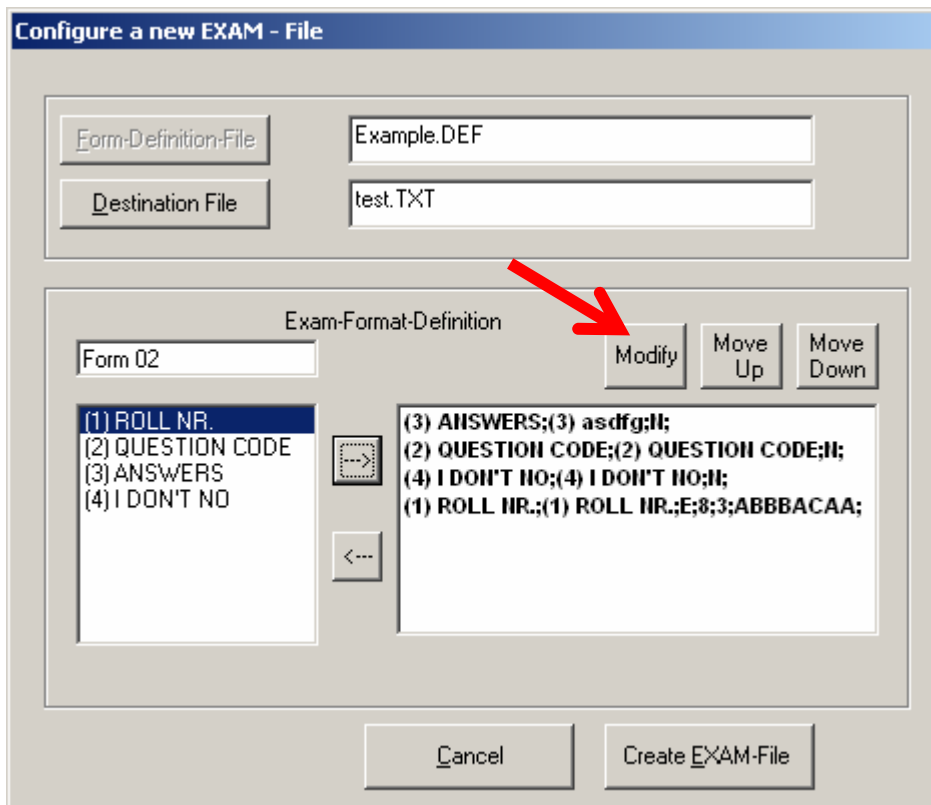 Configure a new EXAM - File
Form-Definition-File
Example.DEF
Destination File
test.TXT
Exam-Format-Definition
Form 02
Modify
Move
Up
Move
Down
(1) ROLL NR.
(2) QUESTION CODE
(3) ANSWERS
(4) I DON'T NO
--->
<---
(3) ANSWERS;(3) asdfg;N;
(2) QUESTION CODE;(2) QUESTION CODE;N;
(4) I DON'T NO;(4) I DON'T NO;N;
(1) ROLL NR.;(1) ROLL NR.;E;8;3;ABBBACAA;
Cancel
Create EXAM-File